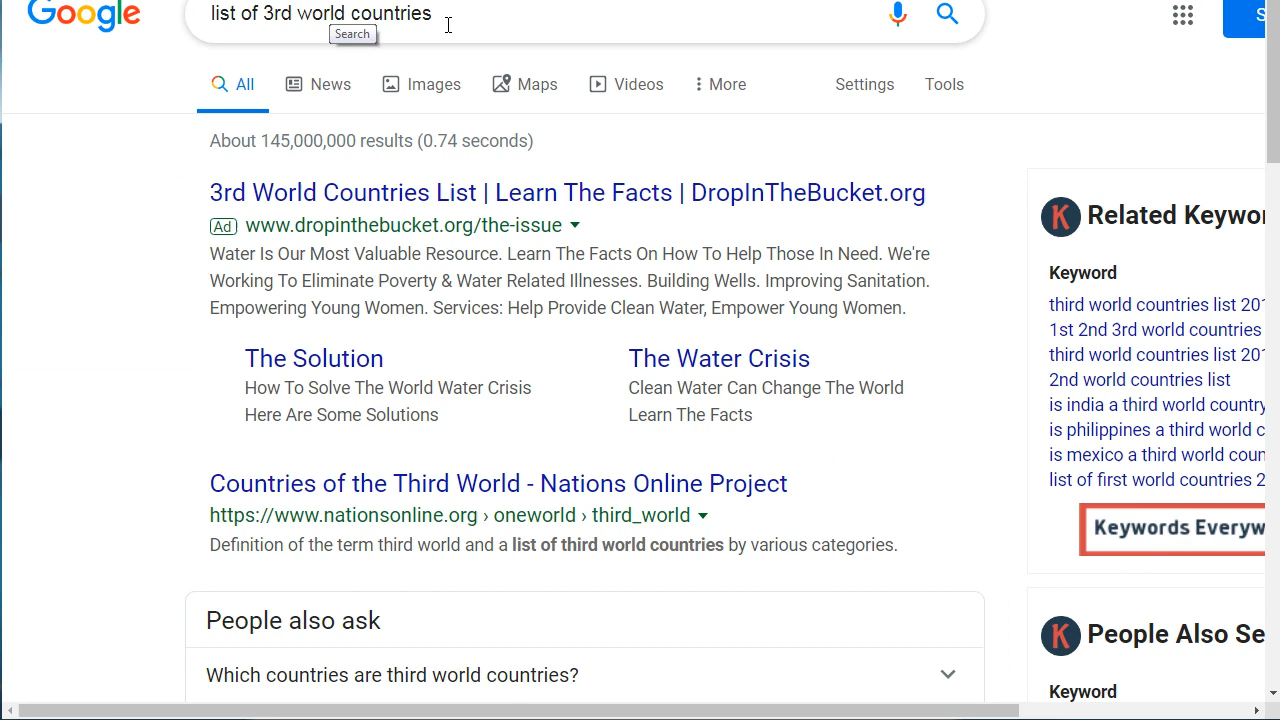 Google
list of 3rd world countries
S
Search
All
News
Images
Maps
Videos
More
Settings
Tools
About 145,000,000 results (0.74 seconds)
3rd World Countries List | Learn The Facts | DropInTheBucket.org
Ad www.dropinthebucket.org/the-issue
Water Is Our Most Valuable Resource. Learn The Facts On How To Help Those In Need. We're
Working To Eliminate Poverty & Water Related Illnesses. Building Wells. Improving Sanitation.
Empowering Young Women. Services: Help Provide Clean Water, Empower Young Women.
The Solution
How To Solve The World Water Crisis
Here Are Some Solutions
The Water Crisis
Clean Water Can Change The World
Learn The Facts
Countries of the Third World - Nations Online Project
https://www.nationsonline.org › oneworld › third_world
Definition of the term third world and a list of third world countries by various categories.
People also ask
Which countries are third world countries?
K Related Keywo
Keyword
third world countries list 201
1st 2nd 3rd world countries
third world countries list 201
2nd world countries list
is india a third world country
is philippines a third world c
is mexico a third world coun
list of first world countries 2
Keywords Everyw
K People Also Se
Keyword